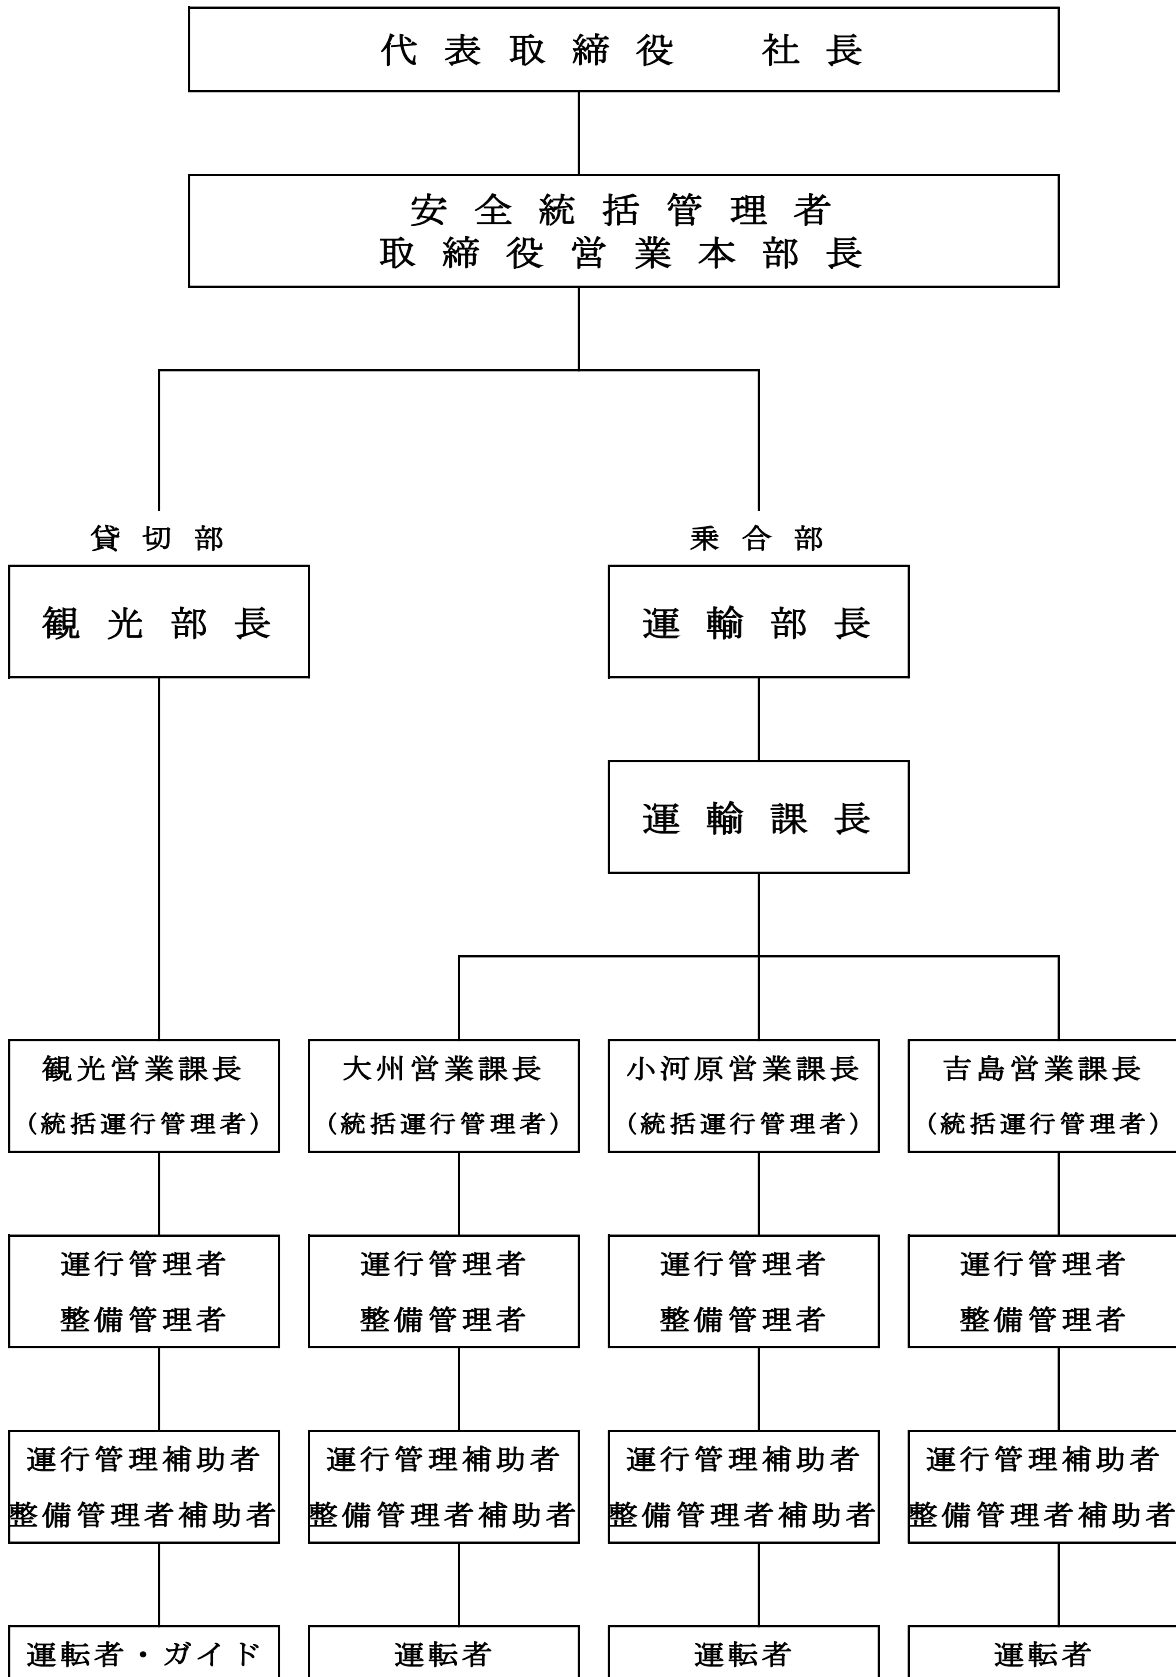 代表取締役　社長
安全統括管理者
取締役営業本部長
貸切部
乗合部
観光部長
運輸部長
運輸課長
観光営業課長
(統括運行管理者)
大州営業課長
(統括運行管理者)
小河原営業課長
(統括運行管理者)
吉島営業課長
(統括運行管理者)
運行管理者
整備管理者
運行管理者
整備管理者
運行管理者
整備管理者
運行管理者
整備管理者
運行管理補助者
整備管理者補助者
運行管理補助者
整備管理者補助者
運行管理補助者
整備管理者補助者
運行管理補助者
整備管理者補助者
運転者・ガイド
運転者
運転者
運転者